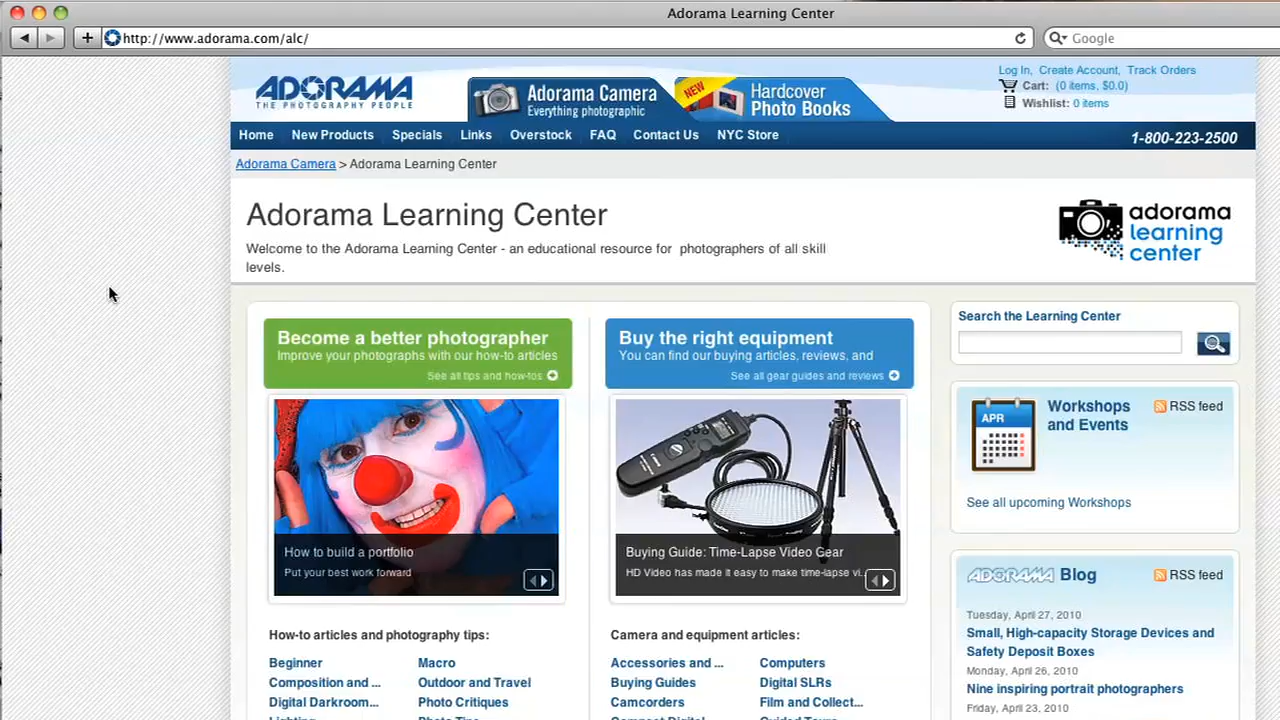 Adorama Learning Center
http://www.adorama.com/alc/
Google
ADORAMA
THE PHOTOGRAPHY PEOPLE
Adorama Camera
Everything photographic
NEW
Hardcover
Photo Books
Log In, Create Account, Track Orders
Cart: (0 items, $0.0)
Wishlist: 0 items
Home New Products Specials Links Overstock FAQ Contact Us NYC Store
1-800-223-2500
Adorama Camera > Adorama Learning Center
Adorama Learning Center
Welcome to the Adorama Learning Center - an educational resource for photographers of all skill
levels.
adorama
learning
center
Become a better photographer
Improve your photographs with our how-to articles
See all tips and how-tos
Buy the right equipment
You can find our buying articles, reviews, and
See all gear guides and reviews
How to build a portfolio
Put your best work forward
Buying Guide: Time-Lapse Video Gear
HD Video has made it easy to make time-lapse vi...
How-to articles and photography tips:
Beginner Macro
Composition and ... Outdoor and Travel
Digital Darkroom... Photo Critiques
Camera and equipment articles:
Accessories and ... Computers
Buying Guides Digital SLRs
Camcorders Film and Collect...
Search the Learning Center
APR
Workshops
and Events
RSS feed
See all upcoming Workshops
ADORAMA Blog
RSS feed
Tuesday, April 27, 2010
Small, High-capacity Storage Devices and
Safety Deposit Boxes
Monday, April 26, 2010
Nine inspiring portrait photographers
Friday, April 23, 2010